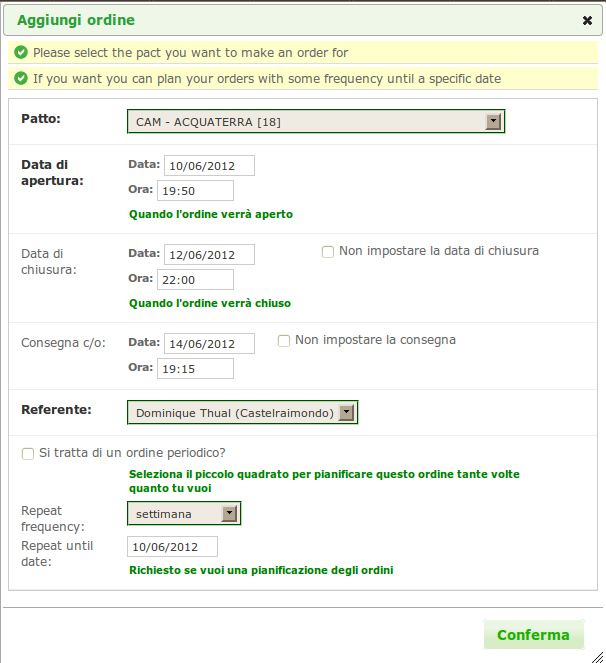 Aggiungi ordine
Please select the pact you want to make an order for
If you want you can plan your orders with some frequency until a specific date
Patto: CAM - ACQUATERRA [18]
Data di apertura:
Data: 10/06/2012
Ora: 19:50
Quando l'ordine verrà aperto
Data di chiusura:
Data: 12/06/2012 Non impostare la data di chiusura
Ora: 22:00
Quando l'ordine verrà chiuso
Consegna c/o: Data: 14/06/2012 Non impostare la consegna
Ora: 19:15
Referente: Dominique Thual (Castelraimondo)
Si tratta di un ordine periodico?
Seleziona il piccolo quadrato per pianificare questo ordine tante volte
quanto tu vuoi
Repeat frequency: settimana
Repeat until date: 10/06/2012
Richiesto se vuoi una pianificazione degli ordini
Conferma